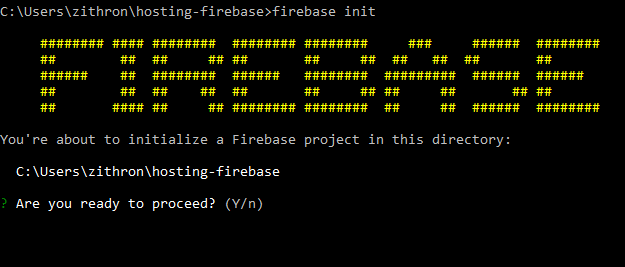 C:\Users\zithron\hosting-firebase>firebase init
FIREBASE
You're about to initialize a Firebase project in this directory:
C:\Users\zithron\hosting-firebase
? Are you ready to proceed? (Y/n)